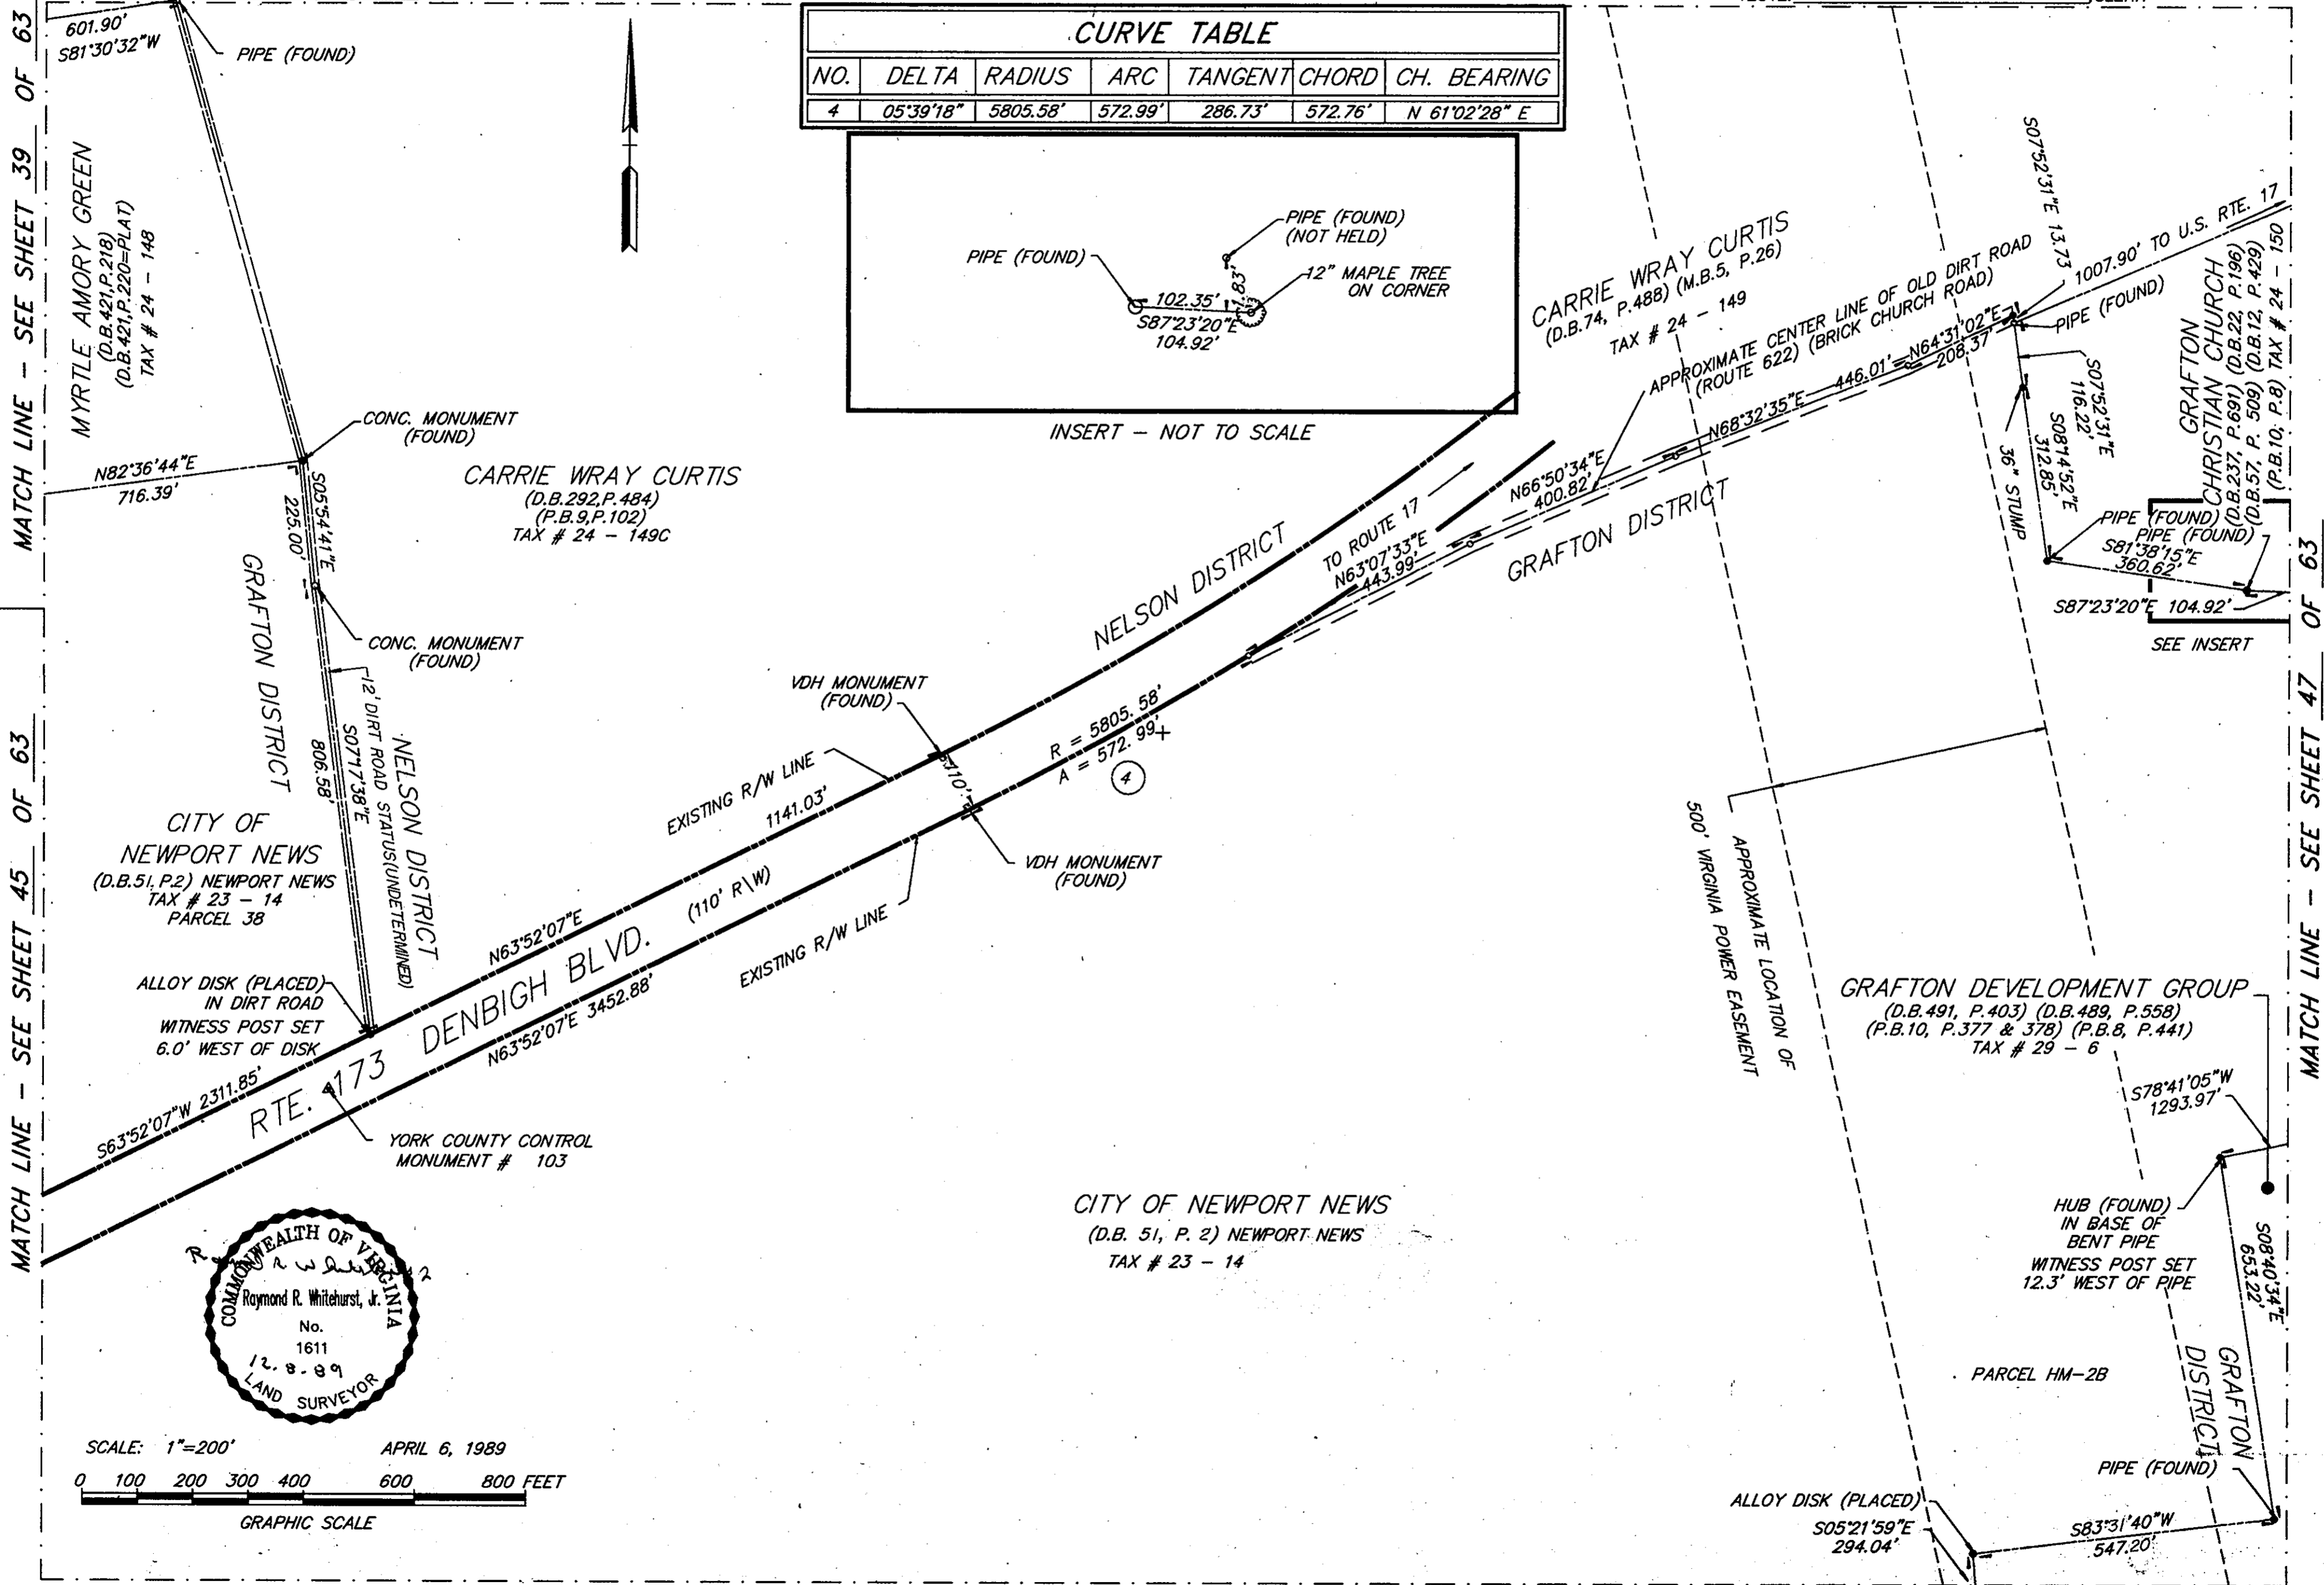 601.90'
S81°30'32"W
PIPE (FOUND)
CURVE TABLE
NO. DELTA RADIUS ARC TANGENT CHORD CH. BEARING
4 05°39'18" 5805.58' 572.99' 286.73' 572.76' N 61°02'28" E
MATCH LINE - SEE SHEET 39 OF 63
MYRTLE AMORY GREEN
(D.B.421,P.218)
(D.B.421,P.220=PLAT)
TAX # 24 - 148
PIPE (FOUND)
PIPE (FOUND)
(NOT HELD)
1.83'
12" MAPLE TREE
ON CORNER
102.35'
S87°23'20"E
104.92'
INSERT - NOT TO SCALE
CARRIE WRAY CURTIS
(D.B.74, P.488) (M.B.5, P.26)
TAX # 24 - 149
APPROXIMATE CENTER LINE OF OLD DIRT ROAD
(ROUTE 622) (BRICK CHURCH ROAD)
S07°52'31"E 13.73'
1007.90' TO U.S. RTE. 17
PIPE (FOUND)
GRAFTON
CHRISTIAN CHURCH
(D.B.237, P.691) (D.B.22, P.196)
(D.B.57, P. 509) (D.B.12, P.429)
(P.B.10, P.8) TAX # 24 - 150
N64°31'02"E
208.37'
N68°32'35"E 446.01'
N66°50'34"E
400.82'
N63°07'33"E
443.99'
TO ROUTE 17
S07°52'31"E
116.22'
S08°14'52"E
312.85'
36" STUMP
PIPE (FOUND)
PIPE (FOUND)
S81°38'15"E
360.62'
S87°23'20"E 104.92'
SEE INSERT
CONC. MONUMENT
(FOUND)
N82°36'44"E
716.39'
S05°54'41"E
225.00'
CARRIE WRAY CURTIS
(D.B.292,P.484)
(P.B.9,P.102)
TAX # 24 - 149C
GRAFTON DISTRICT
CONC. MONUMENT
(FOUND)
12' DIRT ROAD STATUS(UNDETERMINED)
S07°17'38"E
806.58'
NELSON DISTRICT
NELSON DISTRICT
GRAFTON DISTRICT
VDH MONUMENT
(FOUND)
110'
R = 5805.58'
A = 572.99'
4
EXISTING R/W LINE
1141.03'
VDH MONUMENT
(FOUND)
CITY OF
NEWPORT NEWS
(D.B.51, P.2) NEWPORT NEWS
TAX # 23 - 14
PARCEL 38
MATCH LINE - SEE SHEET 45 OF 63
MATCH LINE - SEE SHEET 47 OF 63
N63°52'07"E
(110' R\W)
EXISTING R/W LINE
RTE. 173 DENBIGH BLVD.
N63°52'07"E 3452.88'
ALLOY DISK (PLACED)
IN DIRT ROAD
WITNESS POST SET
6.0' WEST OF DISK
S63°52'07"W 2311.85'
YORK COUNTY CONTROL
MONUMENT # 103
APPROXIMATE LOCATION OF
500' VIRGINIA POWER EASEMENT
GRAFTON DEVELOPMENT GROUP
(D.B.491, P.403) (D.B.489, P.558)
(P.B.10, P.377 & 378) (P.B.8, P.441)
TAX # 29 - 6
S78°41'05"W
1293.97'
HUB (FOUND)
IN BASE OF
BENT PIPE
WITNESS POST SET
12.3' WEST OF PIPE
S08°40'34"E
653.22'
CITY OF NEWPORT NEWS
(D.B. 51, P. 2) NEWPORT NEWS
TAX # 23 - 14
COMMONWEALTH OF VIRGINIA
Raymond R. Whitehurst, Jr.
No.
1611
12.8-89
LAND SURVEYOR
GRAFTON
DISTRICT
PARCEL HM-2B
PIPE (FOUND)
ALLOY DISK (PLACED)
S05°21'59"E
294.04'
S83°31'40"W
547.20'
SCALE: 1"=200' APRIL 6, 1989
0 100 200 300 400 600 800 FEET
GRAPHIC SCALE